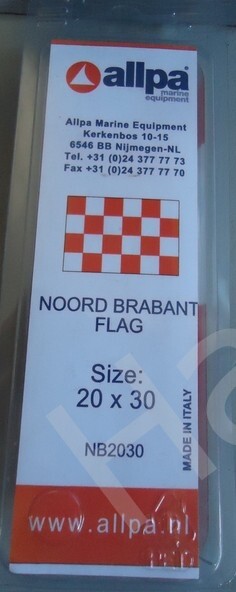 allpa
marine
equipment
Allpa Marine Equipment
Kerkenbos 10-15
6546 BB Nijmegen-NL
Tel. +31 (0)24 377 77 73
Fax +31 (0)24 377 77 70
NOORD BRABANT
FLAG
Size:
20 x 30
NB2030
MADE IN ITALY
www.allpa.nl